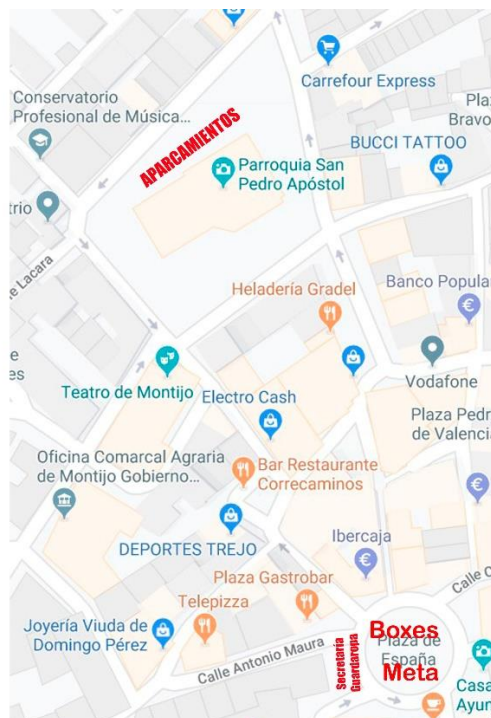 Carrefour Express
Conservatorio
Profesional de Música...
APARCAMIENTOS
Plaz
Bravo
BUCCI TATTOO
Parroquia San
Pedro Apóstol
trio
e Lacara
Heladería Gradel
Banco Popula
e
es
Teatro de Montijo
Electro Cash
Vodafone
Plaza Ped
de Valencia
Oficina Comarcal Agraria
de Montijo Gobierno...
Bar Restaurante
Correcaminos
DEPORTES TREJO
Ibercaja
Plaza Gastrobar
Telepizza
Calle C
Joyería Viuda de
Domingo Pérez
Calle Antonio Maura
Secretaria
Guardaropa
Boxes
Plaza de
España
Meta
Casa
Ayun